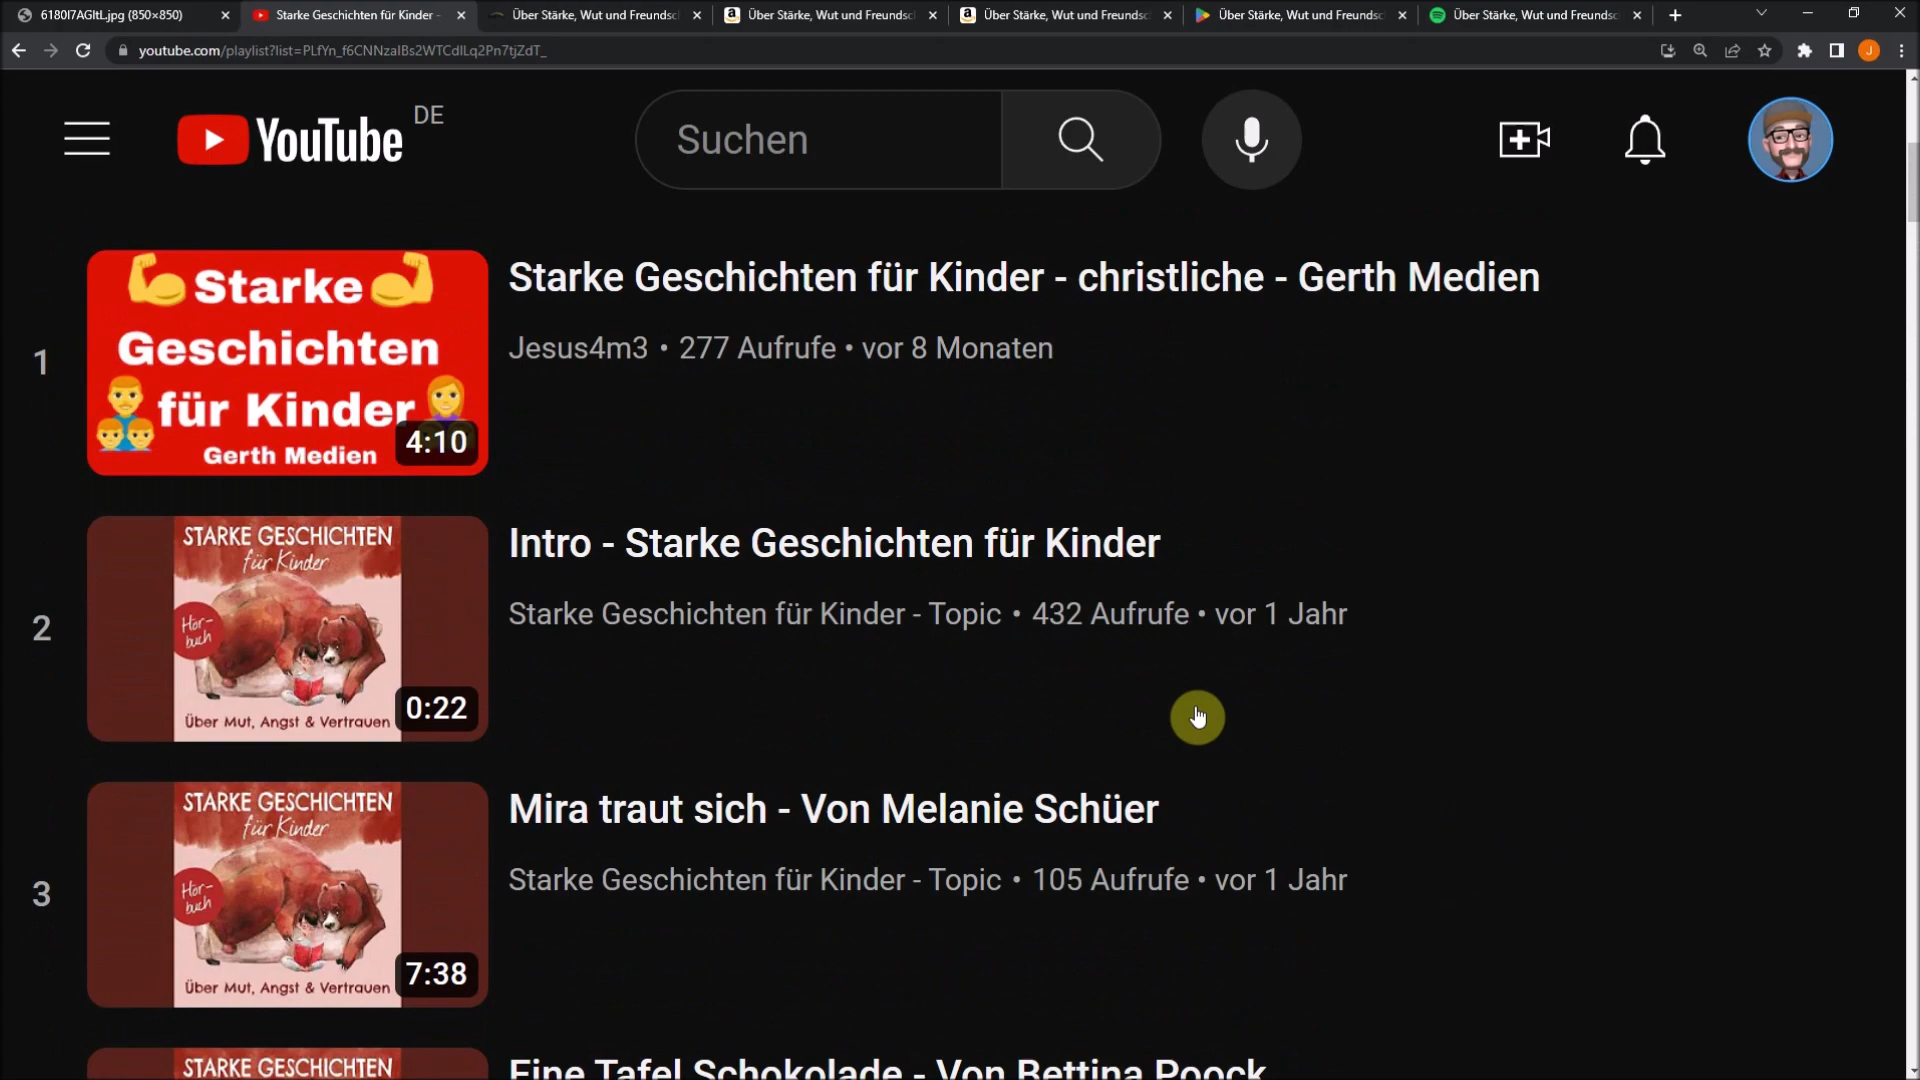 6180I7AGltL.jpg (850×850)
Starke Geschichten für Kinder -
Über Stärke, Wut und Freundsc
Über Stärke, Wut und Freundsc
Über Stärke, Wut und Freundsc
Über Stärke, Wut und Freundsc
Über Stärke, Wut und Freundsc
J
YouTube
DE
Suchen
1
Starke
Geschichten
für Kinder
Gerth Medien
4:10
Starke Geschichten für Kinder - christliche - Gerth Medien
Jesus4m3 • 277 Aufrufe • vor 8 Monaten
2
STARKE GESCHICHTEN
für Kinder
Hör-
buch
Über Mut, Angst & Vertrauen
0:22
Intro - Starke Geschichten für Kinder
Starke Geschichten für Kinder - Topic • 432 Aufrufe • vor 1 Jahr
3
STARKE GESCHICHTEN
für Kinder
Hör-
buch
Über Mut, Angst & Vertrauen
7:38
Mira traut sich - Von Melanie Schüer
Starke Geschichten für Kinder - Topic • 105 Aufrufe • vor 1 Jahr
STARKE GESCHICHTEN
Eine Tafel Schokolade - Von Bettina Poock